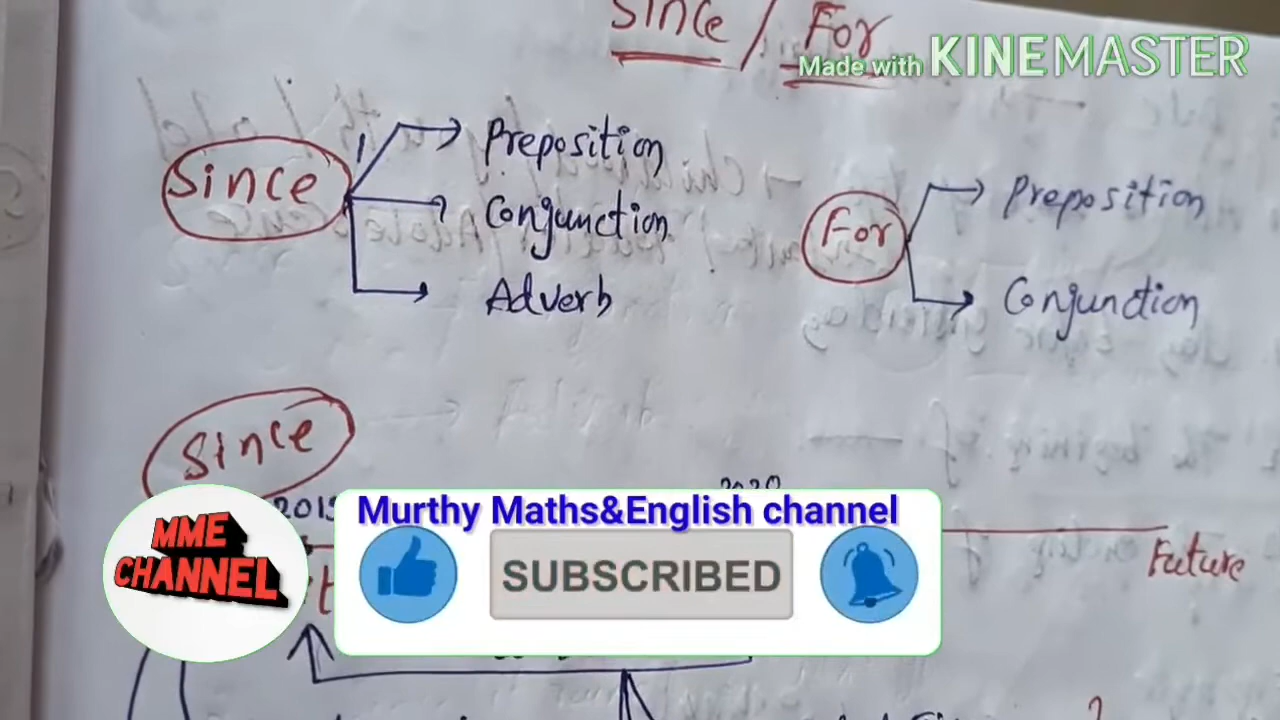 Since / For
Made with KINEMASTER
Since
Preposition
Conjunction
Adverb
For
Preposition
Conjunction
Since
2020
Murthy Maths&English channel
MME
CHANNEL
SUBSCRIBED
Future